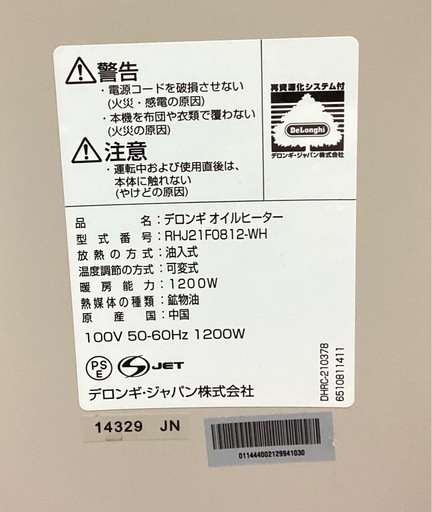 警告
・電源コードを破損させない
(火災・感電の原因)
・本機を布団や衣類で覆わない
(火災の原因)
注意
・運転中および使用直後は、
本体に触れない
(やけどの原因)
再資源化システム付
DeLonghi
デロンギ・ジャパン株式会社
品 名：デロンギ オイルヒーター
型式番号：RHJ21F0812-WH
放熱の方式：油入式
温度調節の方式：可変式
暖房能力：1200W
熱媒体の種類：鉱物油
原産国：中国
100V 50-60Hz 1200W
PS
E
S JET
デロンギ・ジャパン株式会社
DHRC-210378
6510811411
14329 JN
011444002129941030